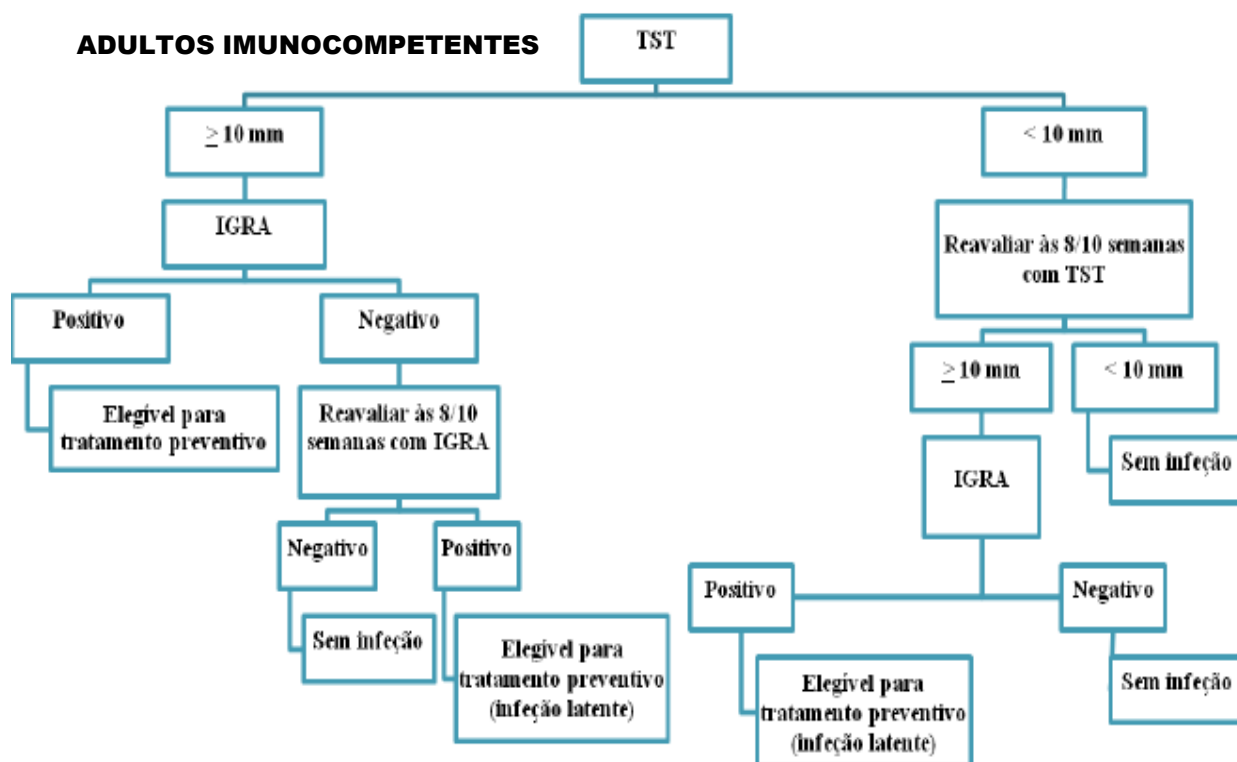 ADULTOS IMUNOCOMPETENTES
TST
≥ 10 mm
< 10 mm
IGRA
Reavaliar às 8/10 semanas
com TST
Positivo
Negativo
≥ 10 mm
< 10 mm
Elegível para
tratamento preventivo
Reavaliar às 8/10
semanas com IGRA
IGRA
Sem infeção
Negativo
Positivo
Positivo
Negativo
Sem infeção
Elegível para
tratamento preventivo
(infeção latente)
Elegível para
tratamento preventivo
(infeção latente)
Sem infeção